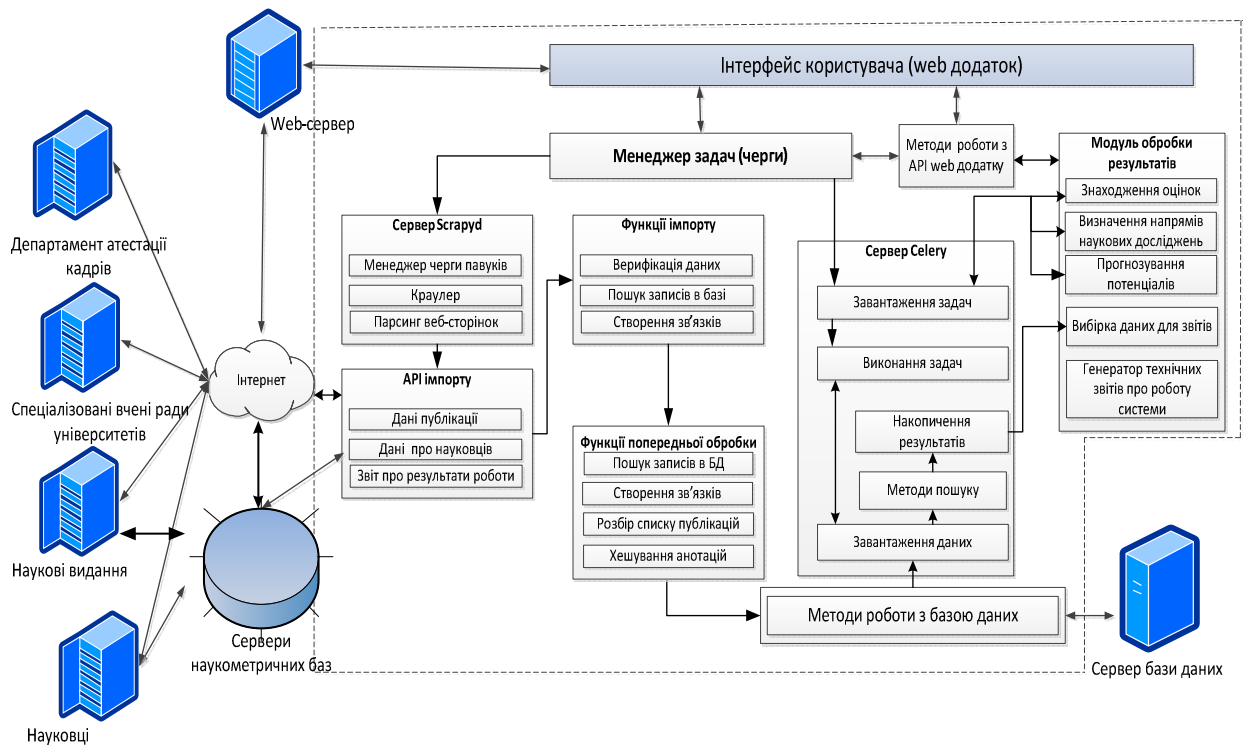 Web-сервер
Департамент атестації
кадрів
Спеціалізовані вчені ради
університетів
Наукові видання
Науковці
Інтернет
Сервери
наукометричних баз
Інтерфейс користувача (web додаток)
Менеджер задач (черги)
Методи роботи з
API web додатку
Сервер Scrapyd
Менеджер черги павуків
Краулер
Парсинг веб-сторінок
API імпорту
Дані публікації
Дані про науковців
Звіт про результати роботи
Функції імпорту
Верифікація даних
Пошук записів в базі
Створення зв’язків
Функції попередньої обробки
Пошук записів в БД
Створення зв’язків
Розбір списку публікацій
Хешування анотацій
Сервер Celery
Завантаження задач
Виконання задач
Накопичення
результатів
Методи пошуку
Завантаження даних
Методи роботи з базою даних
Модуль обробки
результатів
Знаходження оцінок
Визначення напрямів
наукових досліджень
Прогнозування
потенціалів
Вибірка даних для звітів
Генератор технічних
звітів про роботу
системи
Сервер бази даних